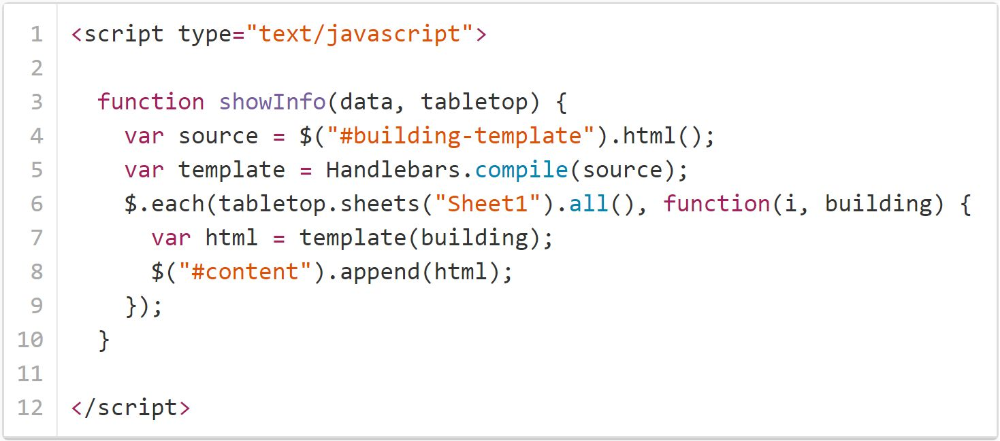 1 <script type="text/javascript">
2
3   function showInfo(data, tabletop) {
4     var source = $("#building-template").html();
5     var template = Handlebars.compile(source);
6     $.each(tabletop.sheets("Sheet1").all(), function(i, building) {
7       var html = template(building);
8       $("#content").append(html);
9     });
10   }
11
12 </script>